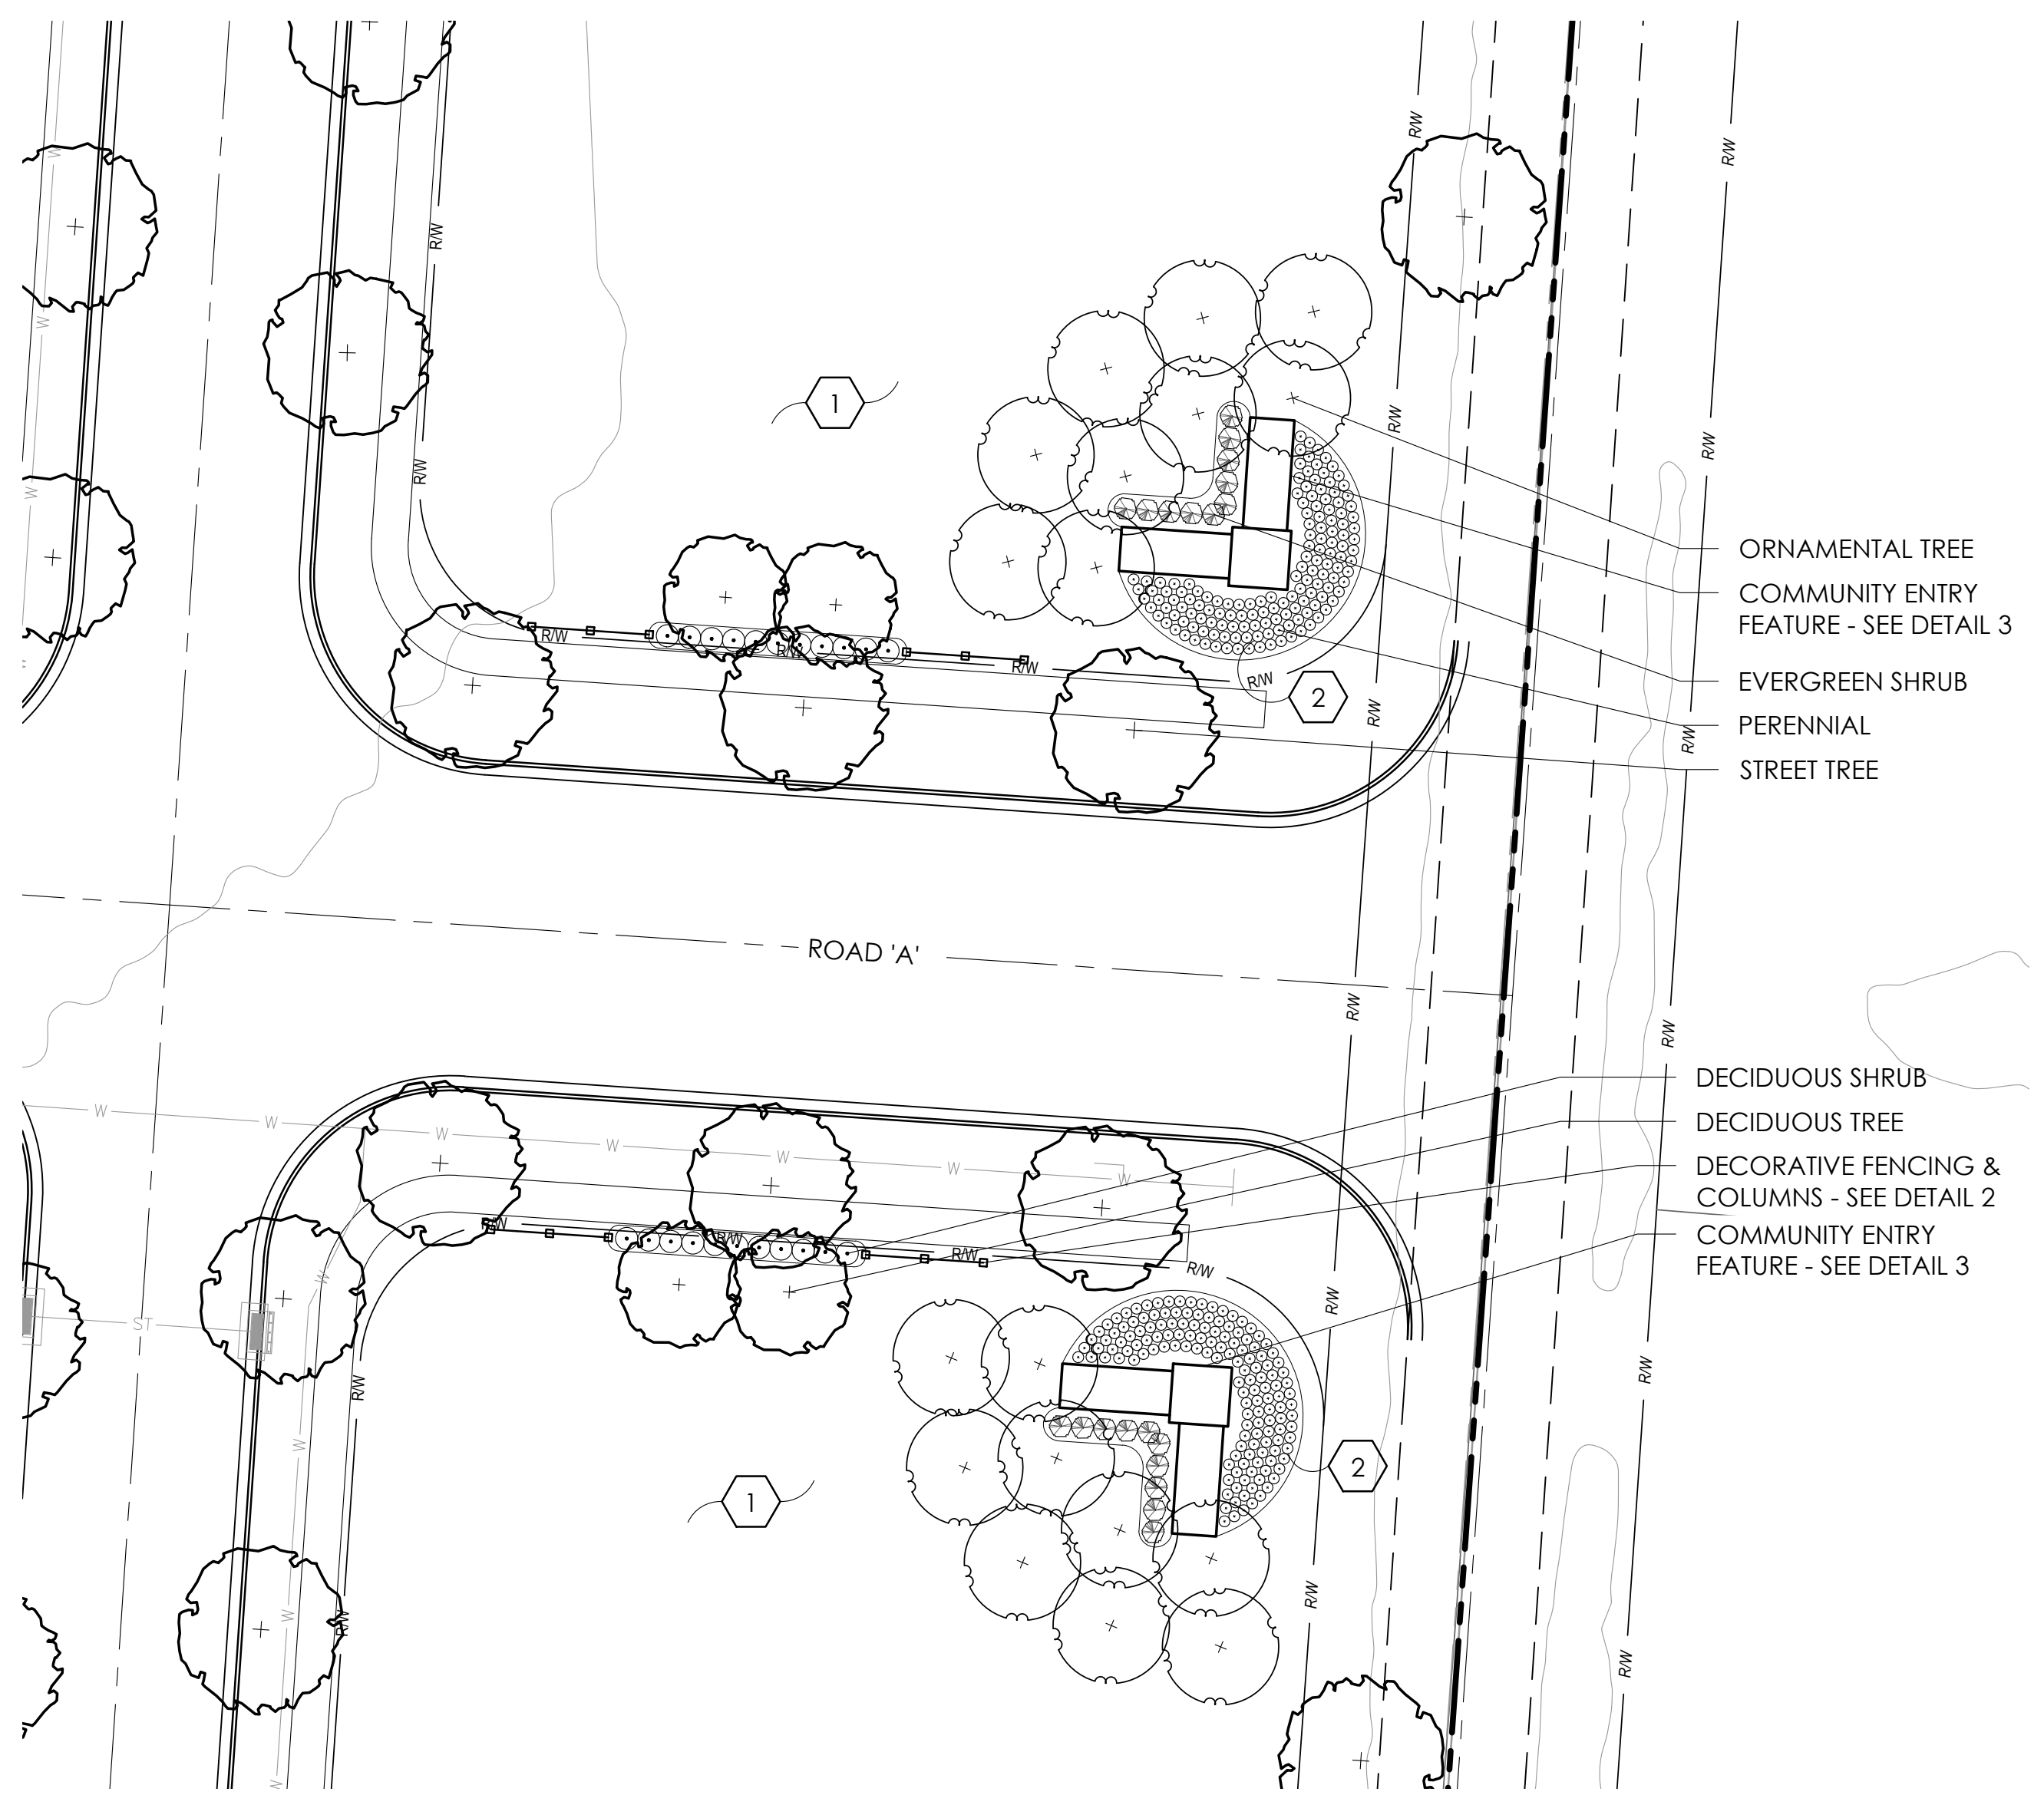 R/W
R/W
W
R/W
W
R/W
1
R/W
R/W
R/W
W
ORNAMENTAL TREE
COMMUNITY ENTRY
FEATURE - SEE DETAIL 3
R/W
R/W
R/W
W
R/W
EVERGREEN SHRUB
2
R/W
PERENNIAL
R/W
STREET TREE
ROAD 'A'
R/W
R/W
DECIDUOUS SHRUB
W
W
W
W
W
W
W
DECIDUOUS TREE
DECORATIVE FENCING &
COLUMNS - SEE DETAIL 2
R/W
R/W
R/W
R/W
COMMUNITY ENTRY
FEATURE - SEE DETAIL 3
W
R/W
ST
R/W
R/W
W
2
1
R/W
W
R/W
R/W
W